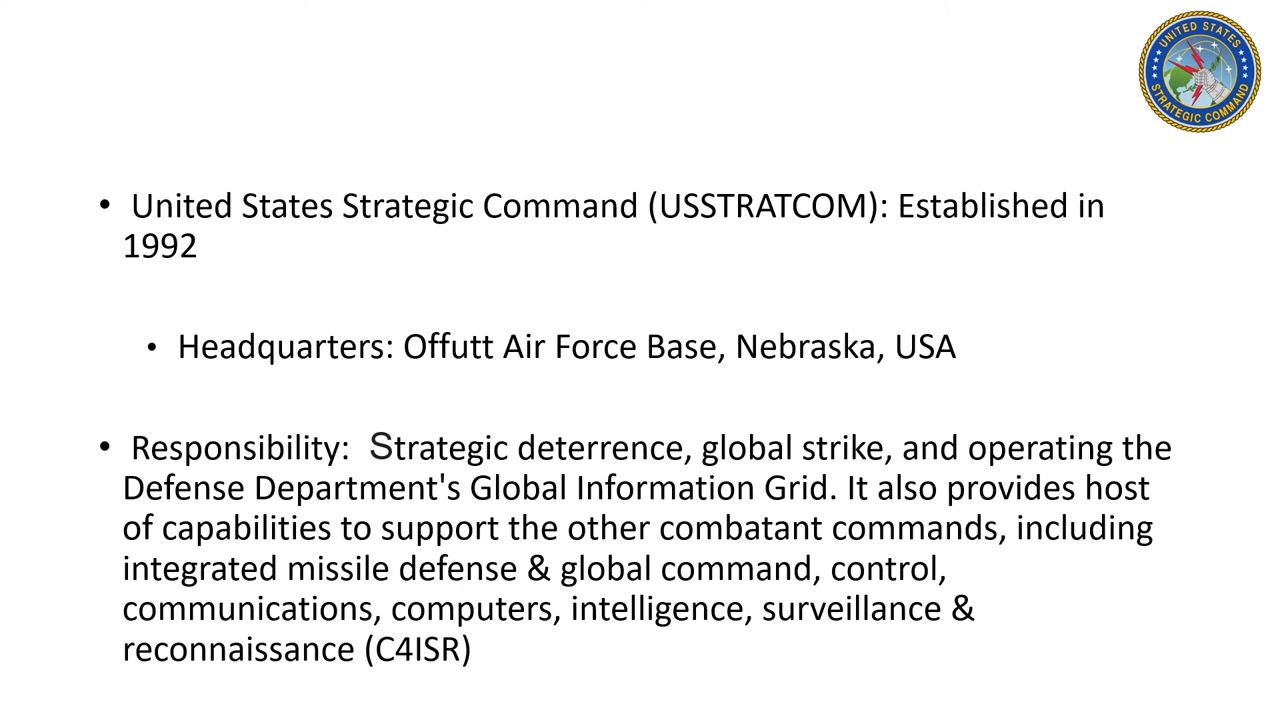 UNITED STATES
STRATEGIC COMMAND
• United States Strategic Command (USSTRATCOM): Established in
1992
• Headquarters: Offutt Air Force Base, Nebraska, USA
• Responsibility: Strategic deterrence, global strike, and operating the
Defense Department's Global Information Grid. It also provides host
of capabilities to support the other combatant commands, including
integrated missile defense & global command, control,
communications, computers, intelligence, surveillance &
reconnaissance (C4ISR)